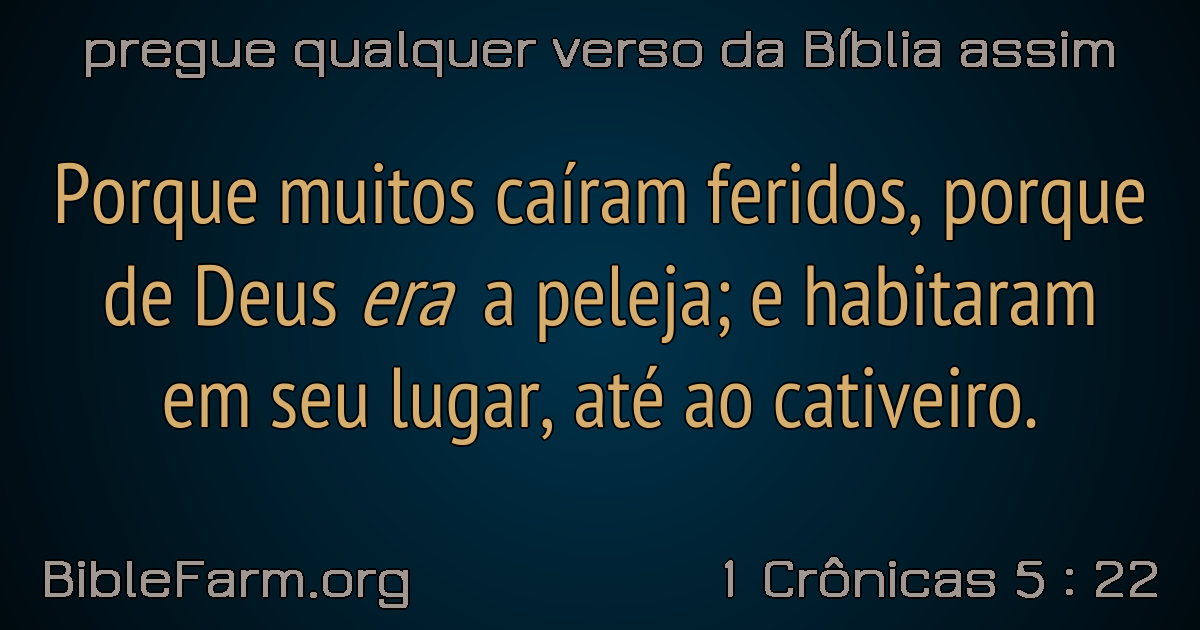 pregue qualquer verso da Bíblia assim
Porque muitos caíram feridos, porque
de Deus era a peleja; e habitaram
em seu lugar, até ao cativeiro.
BibleFarm.org
1 Crônicas 5 : 22